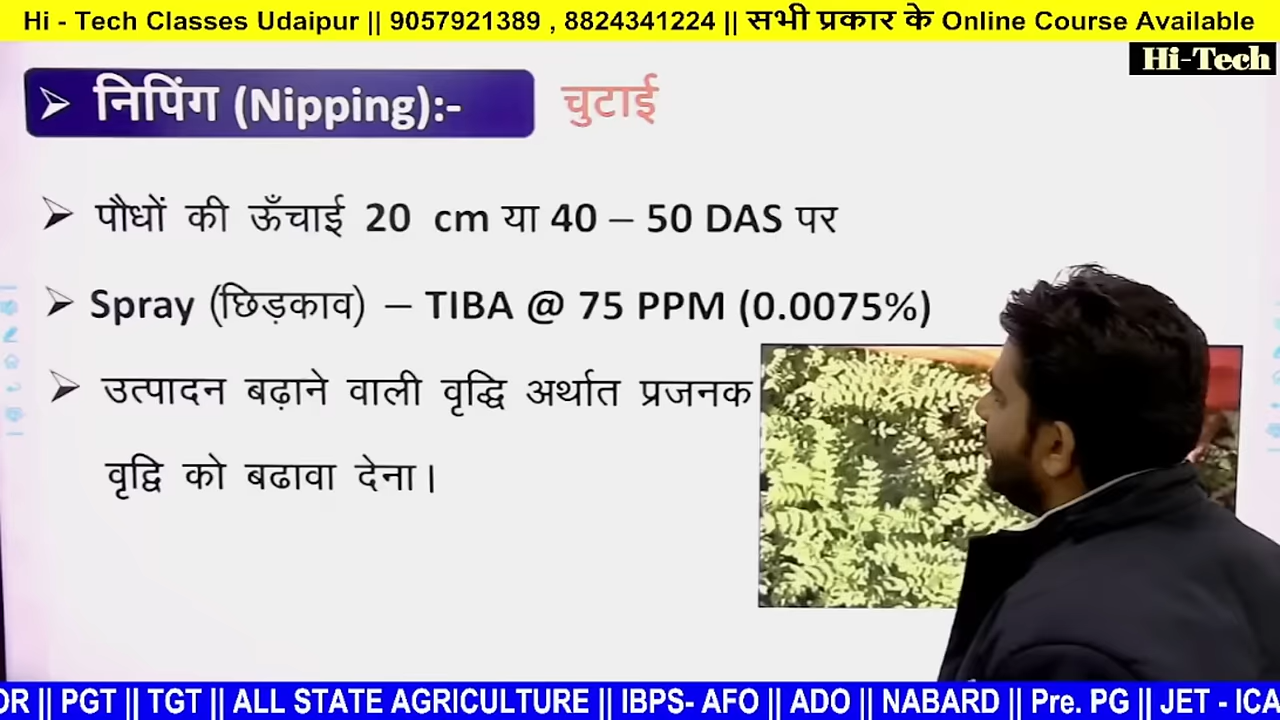 Hi - Tech Classes Udaipur || 9057921389 , 8824341224 || सभी प्रकार के Online Course Available
Hi-Tech
➢ निपिंग (Nipping):- चुटाई
➢ पौधों की ऊँचाई 20 cm या 40 – 50 DAS पर
➢ Spray (छिड़काव) – TIBA @ 75 PPM (0.0075%)
➢ उत्पादन बढ़ाने वाली वृद्धि अर्थात प्रजनक
वृद्वि को बढावा देना।
OR || PGT || TGT || ALL STATE AGRICULTURE || IBPS- AFO || ADO || NABARD || Pre. PG || JET - ICA